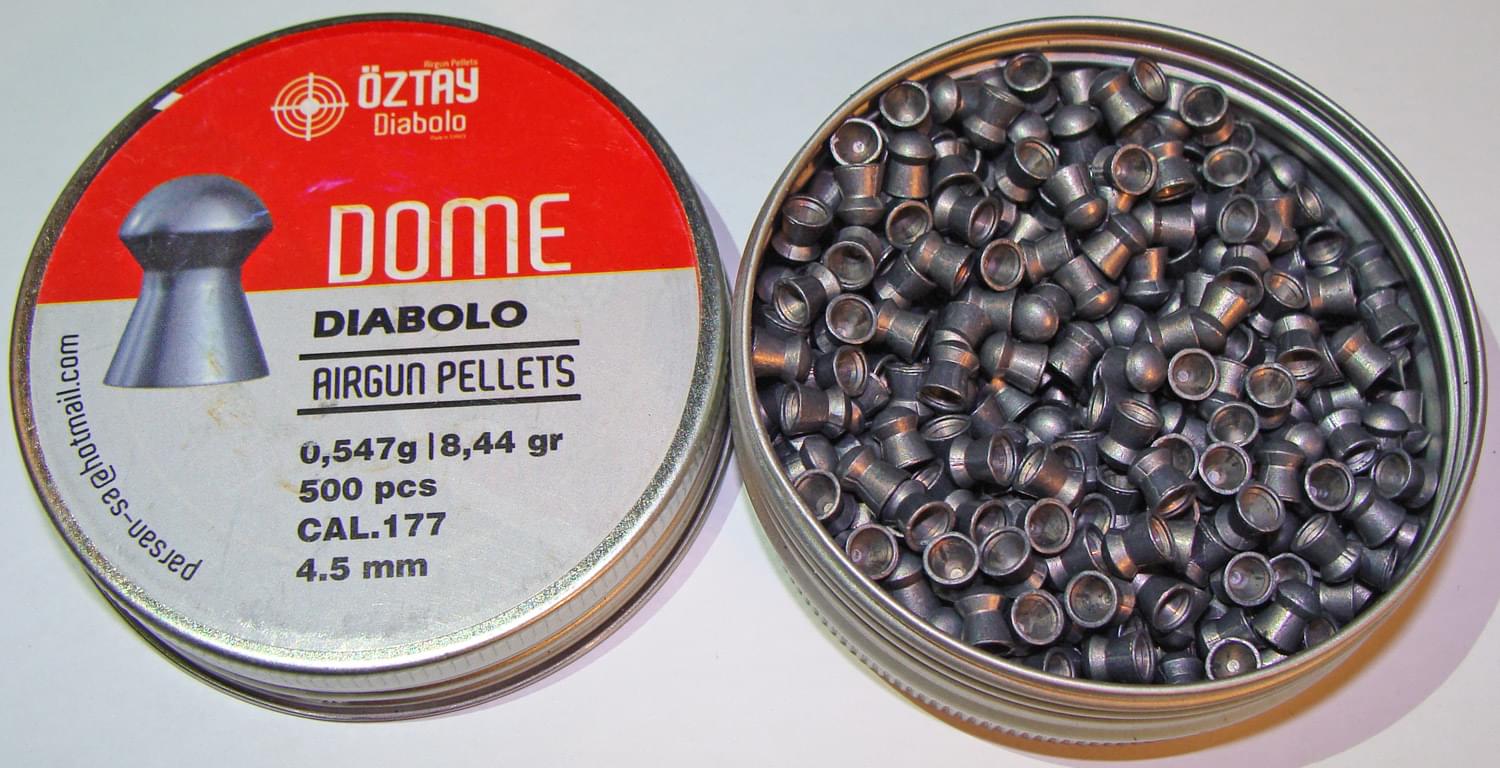 Airgun Pellets
ÖZTAY
Diabolo
DOME
DIABOLO
AIRGUN PELLETS
0,547g | 8,44 gr
500 pcs
CAL.177
4.5 mm
parsan-sa@hotmail.com